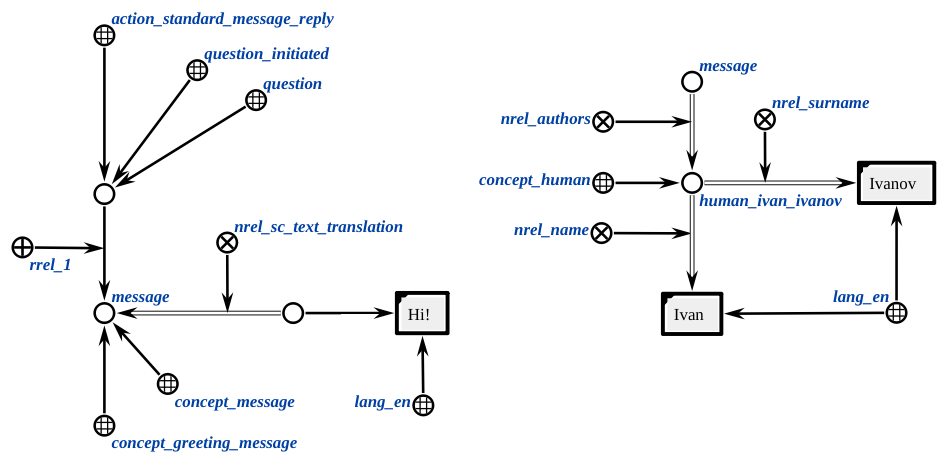 action_standard_message_reply
question_initiated
question
rrel_1
nrel_sc_text_translation
message
Hi!
concept_message
lang_en
concept_greeting_message
message
nrel_surname
nrel_authors
concept_human
Ivanov
human_ivan_ivanov
nrel_name
lang_en
Ivan